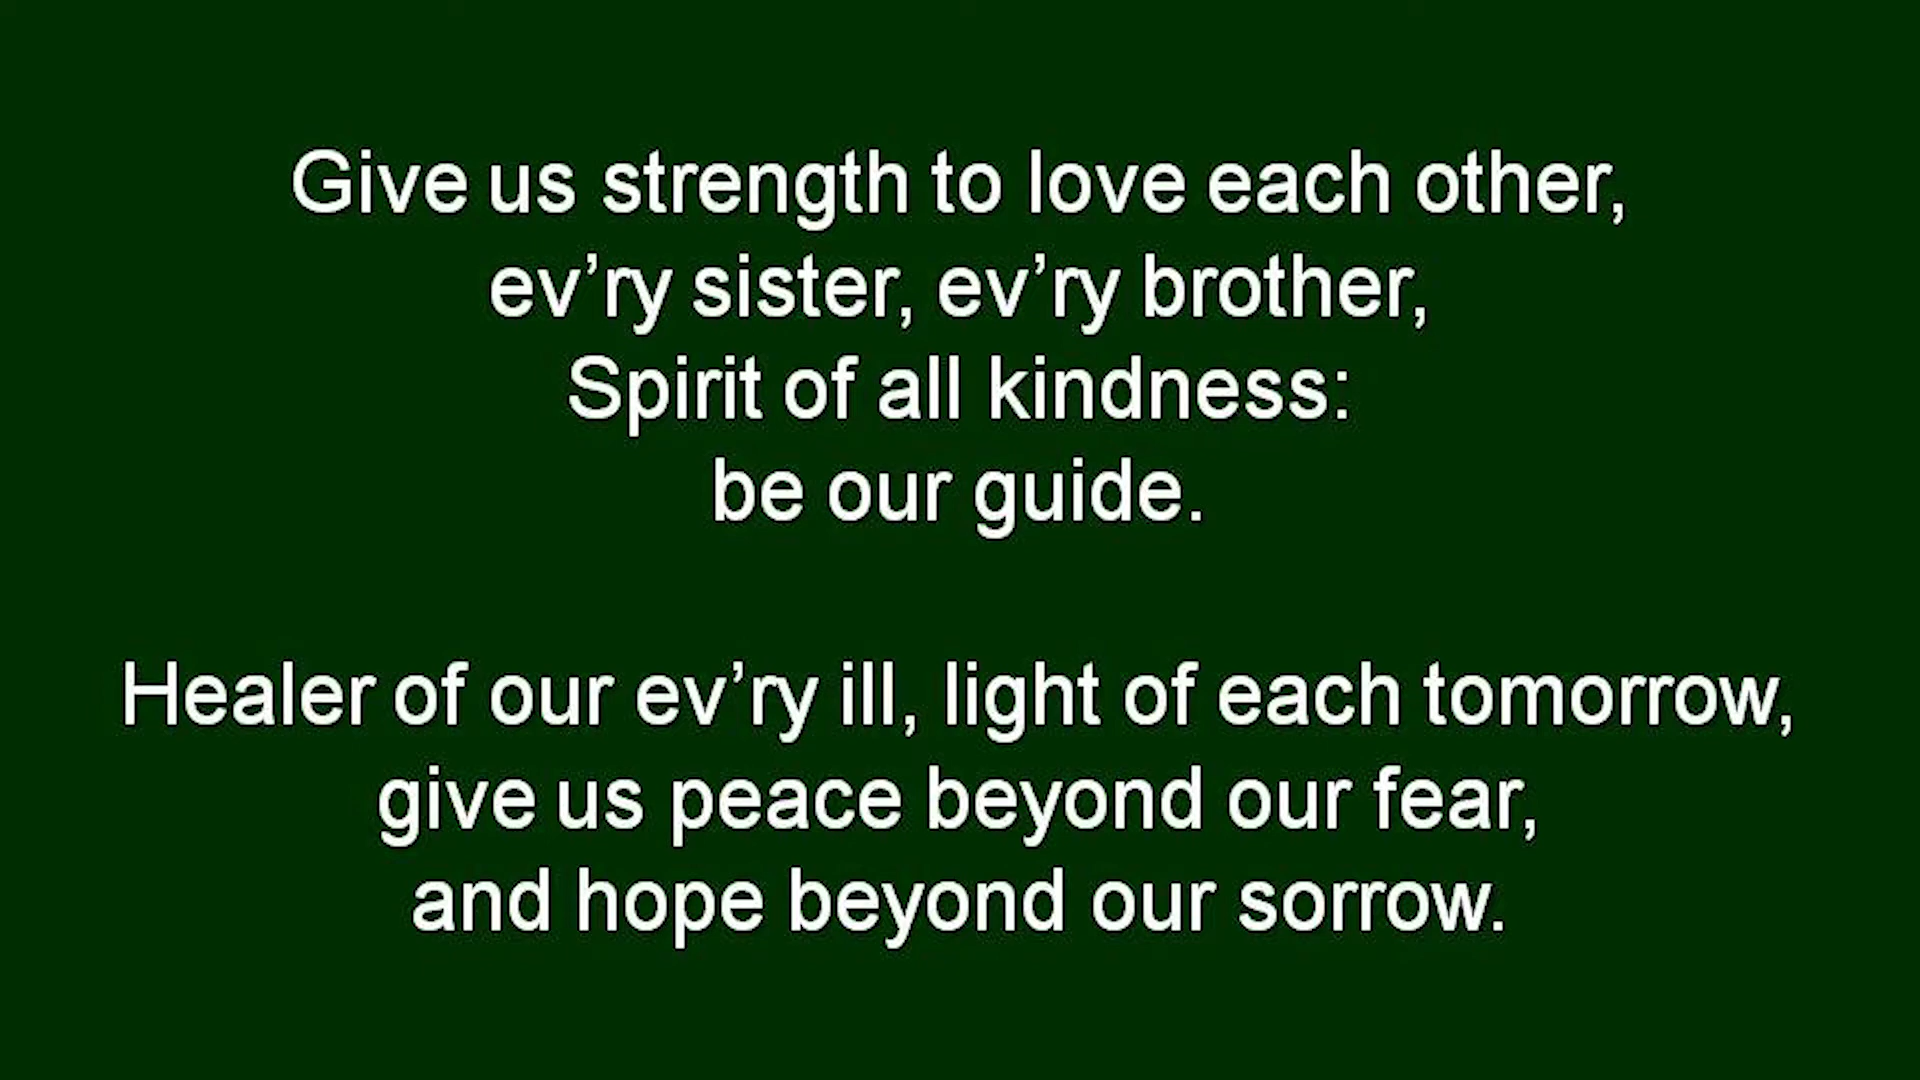 Give us strength to love each other,
ev’ry sister, ev’ry brother,
Spirit of all kindness:
be our guide.
Healer of our ev’ry ill, light of each tomorrow,
give us peace beyond our fear,
and hope beyond our sorrow.